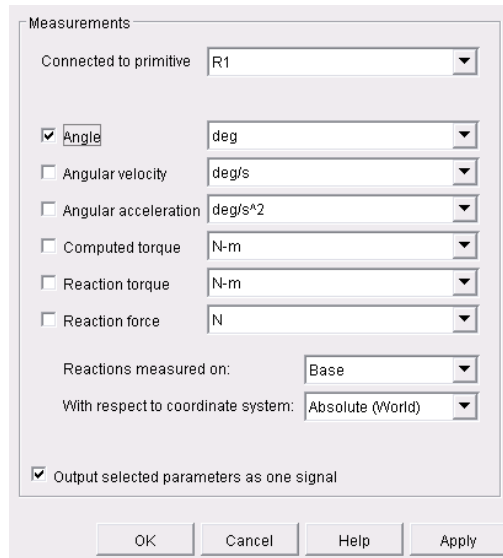 Measurements
Connected to primitive R1
Angle deg
Angular velocity deg/s
Angular acceleration deg/s^2
Computed torque N-m
Reaction torque N-m
Reaction force N
Reactions measured on: Base
With respect to coordinate system: Absolute (World)
Output selected parameters as one signal
OK Cancel Help Apply